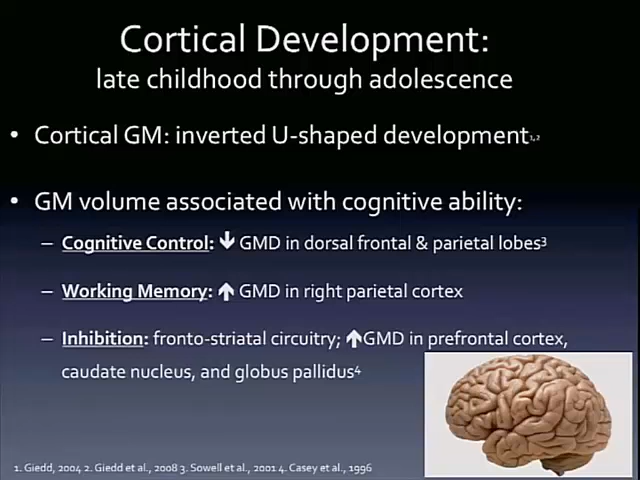 Cortical Development:
late childhood through adolescence
• Cortical GM: inverted U-shaped development1,2
• GM volume associated with cognitive ability:
– Cognitive Control: ↓ GMD in dorsal frontal & parietal lobes3
– Working Memory: ↑ GMD in right parietal cortex
– Inhibition: fronto-striatal circuitry; ↑GMD in prefrontal cortex,
caudate nucleus, and globus pallidus4
1. Giedd, 2004 2. Giedd et al., 2008 3. Sowell et al., 2001 4. Casey et al., 1996